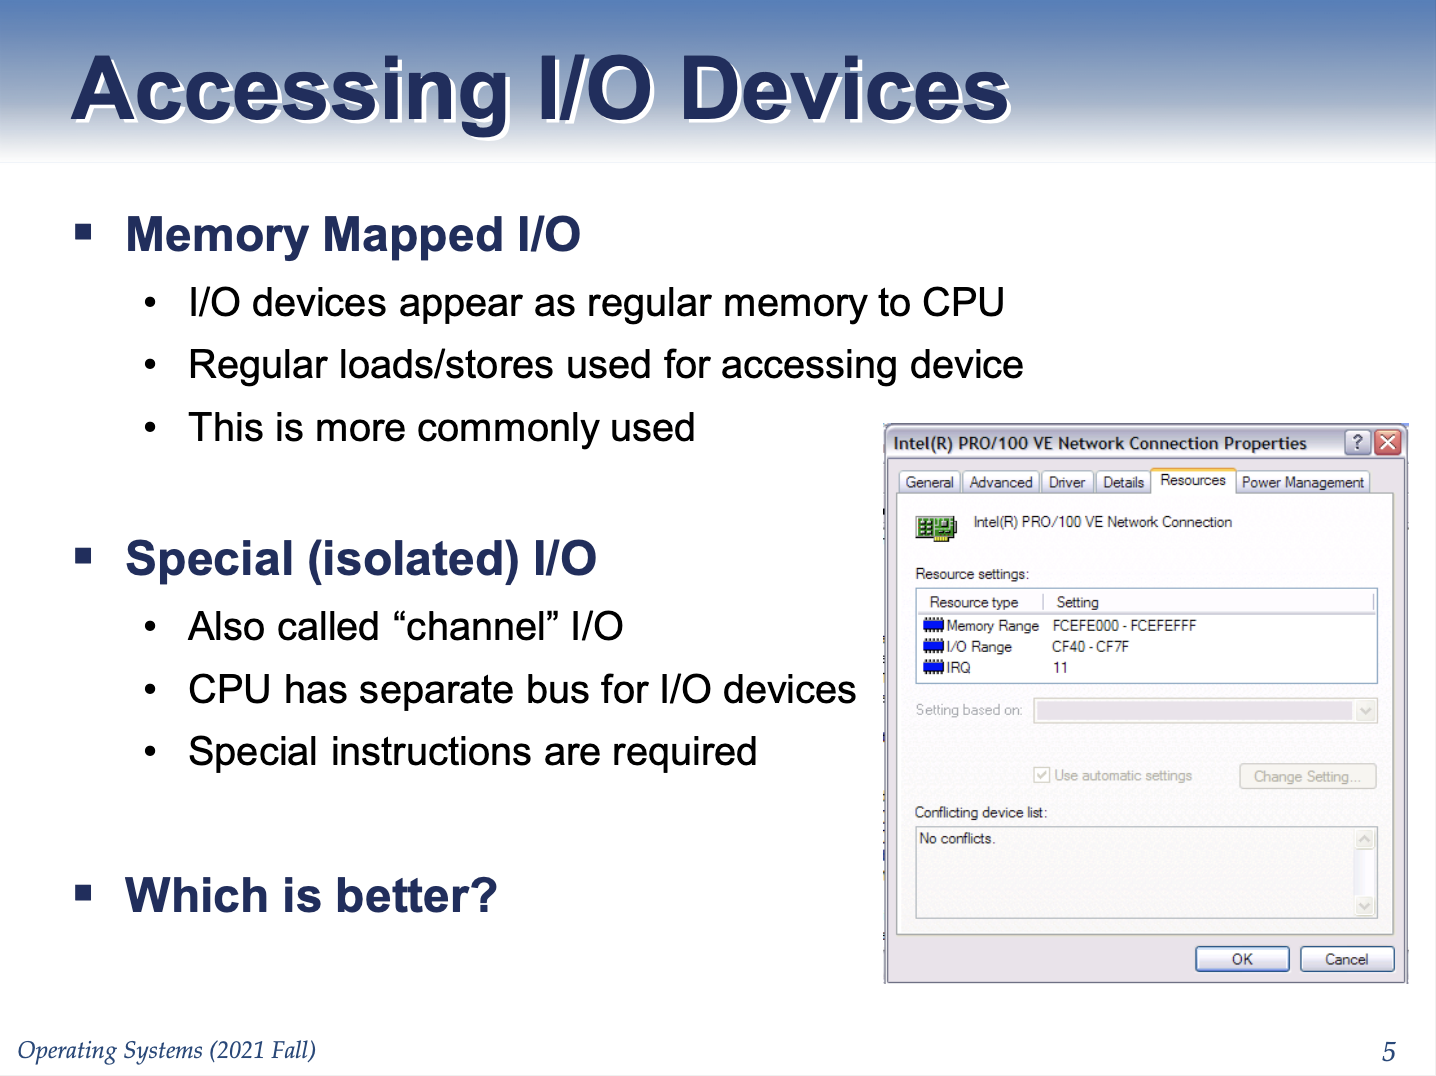 Accessing I/O Devices
▪ Memory Mapped I/O
• I/O devices appear as regular memory to CPU
• Regular loads/stores used for accessing device
• This is more commonly used
▪ Special (isolated) I/O
• Also called “channel” I/O
• CPU has separate bus for I/O devices
• Special instructions are required
▪ Which is better?
Intel(R) PRO/100 VE Network Connection Properties
General Advanced Driver Details Resources Power Management
Intel(R) PRO/100 VE Network Connection
Resource settings:
Resource type Setting
Memory Range FCEFE000 - FCEFEFFF
I/O Range CF40 - CF7F
IRQ 11
Setting based on:
Use automatic settings Change Setting...
Conflicting device list:
No conflicts.
OK Cancel
Operating Systems (2021 Fall)
5